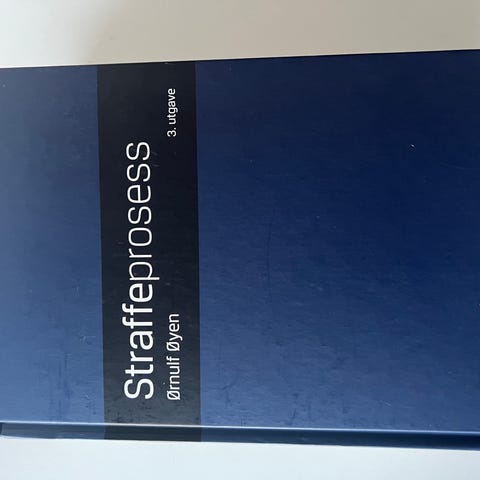 Straffeprosess
Ørnulf Øyen
3. utgave